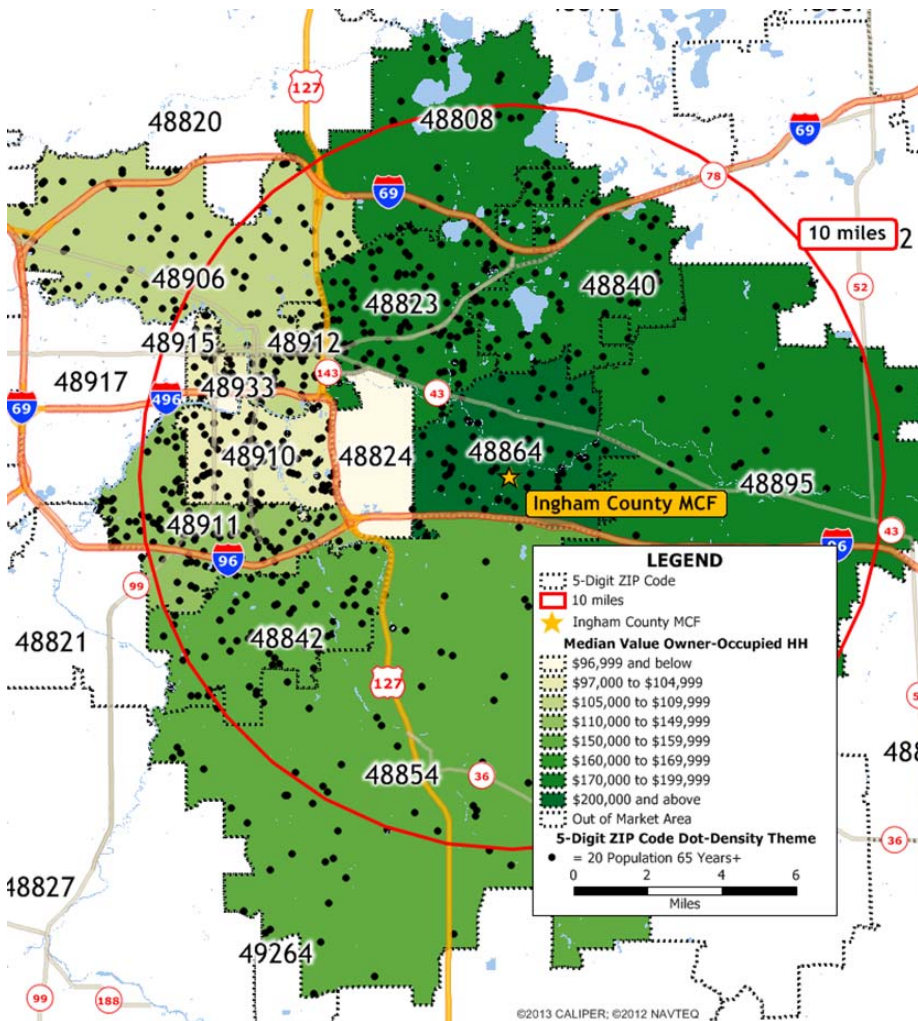 127
48820
48808
69
69
78
10 miles
2
52
48906
48823
48840
48915
48912
48917
48933
143
496
69
43
48910
48824
48864
48895
Ingham County MCF
48911
43
96
96
99
48821
48842
127
48854
36
36
48827
49264
99
188
LEGEND
5-Digit ZIP Code
10 miles
Ingham County MCF
Median Value Owner-Occupied HH
$96,999 and below
$97,000 to $104,999
$105,000 to $109,999
$110,000 to $149,999
$150,000 to $159,999
$160,000 to $169,999
$170,000 to $199,999
$200,000 and above
Out of Market Area
5-Digit ZIP Code Dot-Density Theme
= 20 Population 65 Years+
0 2 4 6
Miles
©2013 CALIPER; ©2012 NAVTEQ